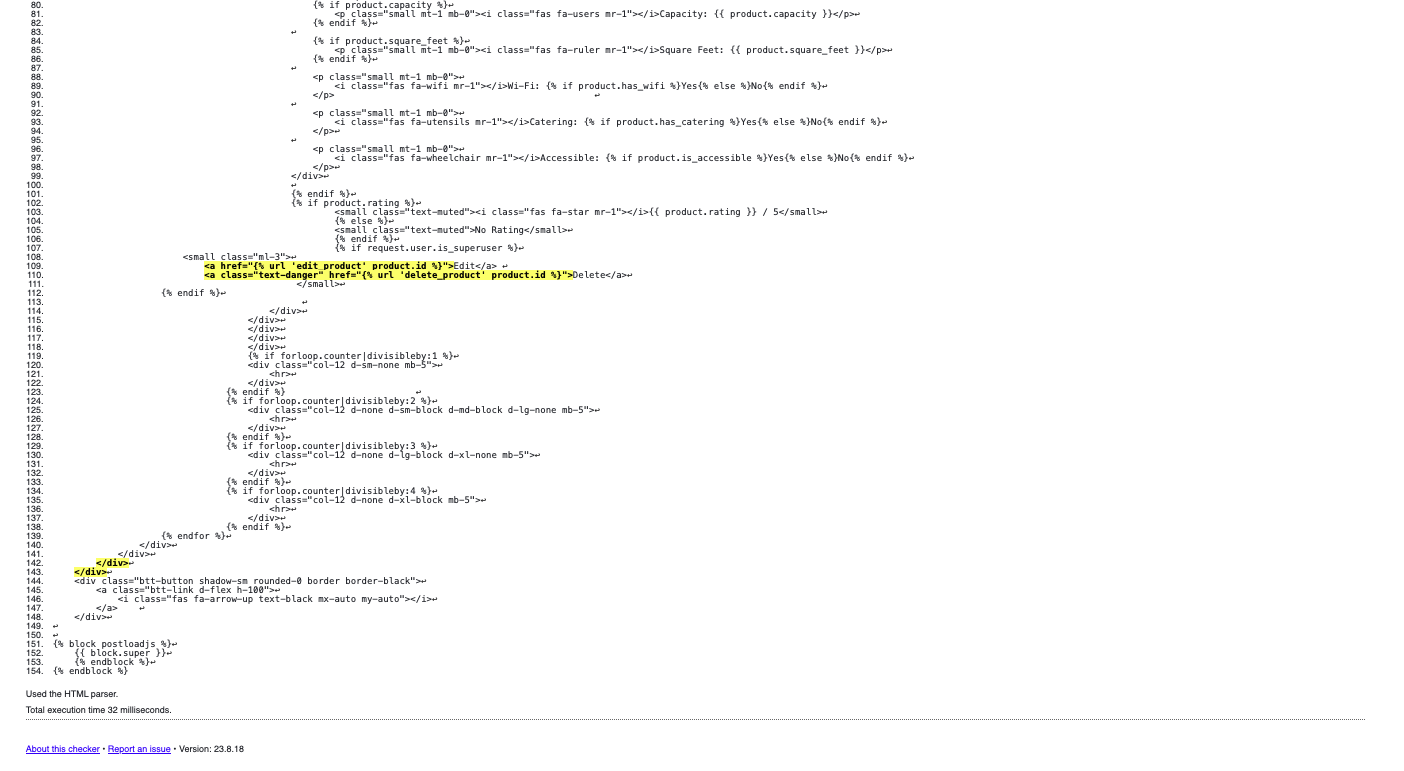 80. {% if product.capacity %}↩
81. <p class="small mt-1 mb-0"><i class="fas fa-users mr-1"></i>Capacity: {{ product.capacity }}</p>↩
82. {% endif %}↩
83. ↩
84. {% if product.square_feet %}↩
85. <p class="small mt-1 mb-0"><i class="fas fa-ruler mr-1"></i>Square Feet: {{ product.square_feet }}</p>↩
86. {% endif %}↩
87. ↩
88. <p class="small mt-1 mb-0">↩
89. <i class="fas fa-wifi mr-1"></i>Wi-Fi: {% if product.has_wifi %}Yes{% else %}No{% endif %}↩
90. </p> ↩
91. ↩
92. <p class="small mt-1 mb-0">↩
93. <i class="fas fa-utensils mr-1"></i>Catering: {% if product.has_catering %}Yes{% else %}No{% endif %}↩
94. </p>↩
95. ↩
96. <p class="small mt-1 mb-0">↩
97. <i class="fas fa-wheelchair mr-1"></i>Accessible: {% if product.is_accessible %}Yes{% else %}No{% endif %}↩
98. </p>↩
99. </div>↩
100. ↩
101. {% endif %}↩
102. {% if product.rating %}↩
103. <small class="text-muted"><i class="fas fa-star mr-1"></i>{{ product.rating }} / 5</small>↩
104. {% else %}↩
105. <small class="text-muted">No Rating</small>↩
106. {% endif %}↩
107. {% if request.user.is_superuser %}↩
108. <small class="ml-3">↩
109. <a href="{% url 'edit_product' product.id %}">Edit</a> ↩
110. <a class="text-danger" href="{% url 'delete_product' product.id %}">Delete</a>↩
111. </small>↩
112. {% endif %}↩
113. ↩
114. </div>↩
115. </div>↩
116. </div>↩
117. </div>↩
118. </div>↩
119. {% if forloop.counter|divisibleby:1 %}↩
120. <div class="col-12 d-sm-none mb-5">↩
121. <hr>↩
122. </div>↩
123. {% endif %} ↩
124. {% if forloop.counter|divisibleby:2 %}↩
125. <div class="col-12 d-none d-sm-block d-md-block d-lg-none mb-5">↩
126. <hr>↩
127. </div>↩
128. {% endif %}↩
129. {% if forloop.counter|divisibleby:3 %}↩
130. <div class="col-12 d-none d-lg-block d-xl-none mb-5">↩
131. <hr>↩
132. </div>↩
133. {% endif %}↩
134. {% if forloop.counter|divisibleby:4 %}↩
135. <div class="col-12 d-none d-xl-block mb-5">↩
136. <hr>↩
137. </div>↩
138. {% endif %}↩
139. {% endfor %}↩
140. </div>↩
141. </div>↩
142. </div>↩
143. </div>↩
144. <div class="btt-button shadow-sm rounded-0 border border-black">↩
145. <a class="btt-link d-flex h-100">↩
146. <i class="fas fa-arrow-up text-black mx-auto my-auto"></i>↩
147. </a> ↩
148. </div>↩
149. ↩
150. ↩
151. {% block postloadjs %}↩
152. {{ block.super }}↩
153. {% endblock %}↩
154. {% endblock %}
Used the HTML parser.
Total execution time 32 milliseconds.
About this checker • Report an issue • Version: 23.8.18